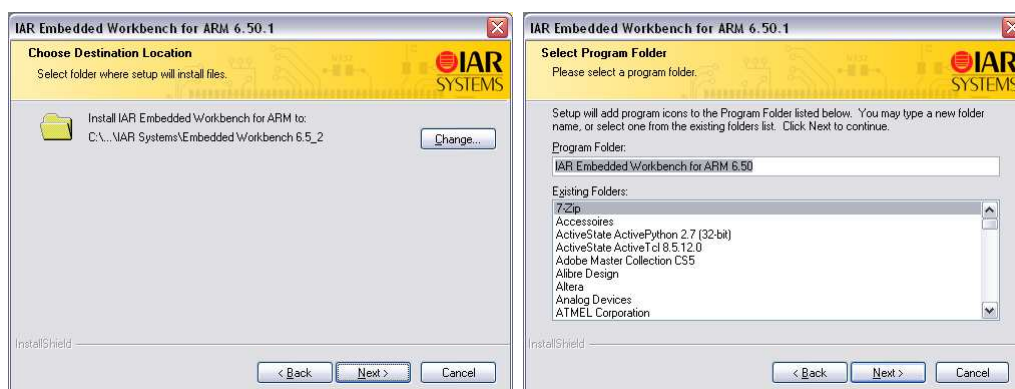 IAR Embedded Workbench for ARM 6.50.1
Choose Destination Location
Select folder where setup will install files.
IAR
SYSTEMS
Install IAR Embedded Workbench for ARM to:
C:\...\IAR Systems\Embedded Workbench 6.5_2
Change...
InstallShield
< Back
Next >
Cancel
IAR Embedded Workbench for ARM 6.50.1
Select Program Folder
Please select a program folder.
IAR
SYSTEMS
Setup will add program icons to the Program Folder listed below. You may type a new folder
name, or select one from the existing folders list. Click Next to continue.
Program Folder:
IAR Embedded Workbench for ARM 6.50
Existing Folders:
7-Zip
Accessoires
ActiveState ActivePython 2.7 (32-bit)
ActiveState ActiveTcl 8.5.12.0
Adobe Master Collection CS5
Alibre Design
Altera
Analog Devices
ATMEL Corporation
InstallShield
< Back
Next >
Cancel